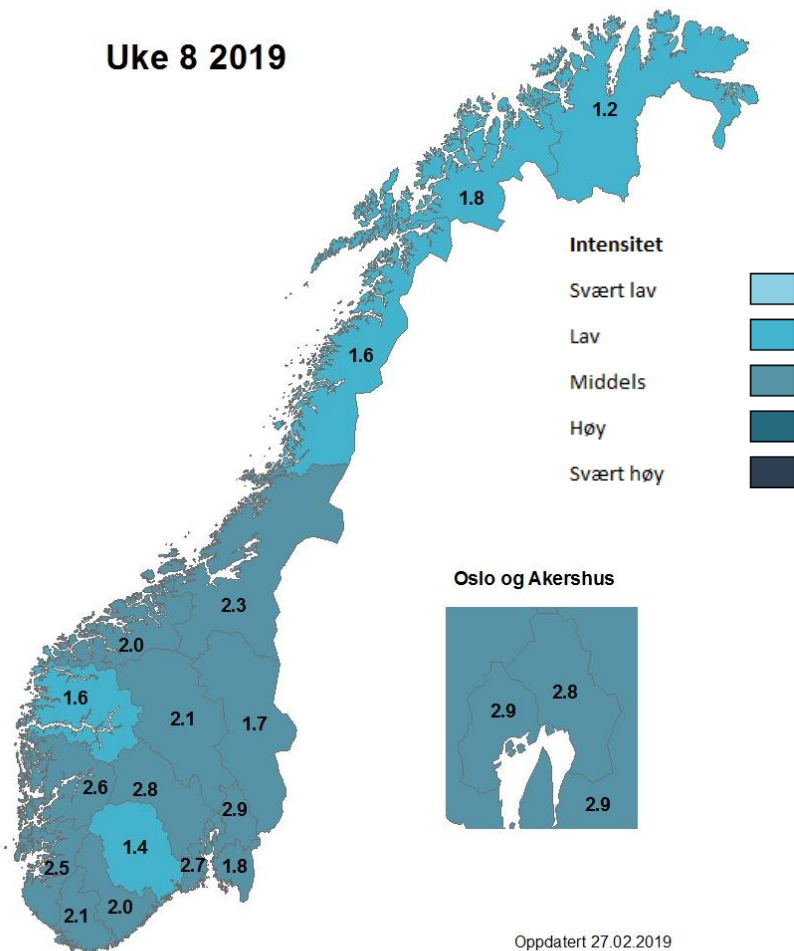 Uke 8 2019
1.2
1.8
Intensitet
Svært lav
Lav
1.6
Middels
Høy
Svært høy
Oslo og Akershus
2.3
2.0
1.6
2.8
2.9
2.1
1.7
2.6
2.8
2.9
2.9
1.4
2.5
2.7
1.8
2.1
2.0
Oppdatert 27.02.2019